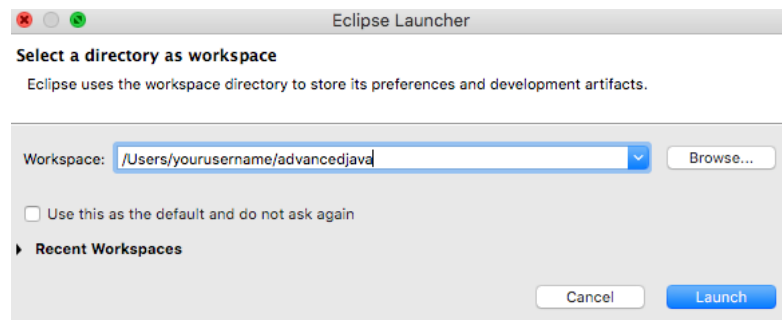 Eclipse Launcher
Select a directory as workspace
Eclipse uses the workspace directory to store its preferences and development artifacts.
Workspace: /Users/yourusername/advancedjava Browse...
Use this as the default and do not ask again
Recent Workspaces
Cancel Launch